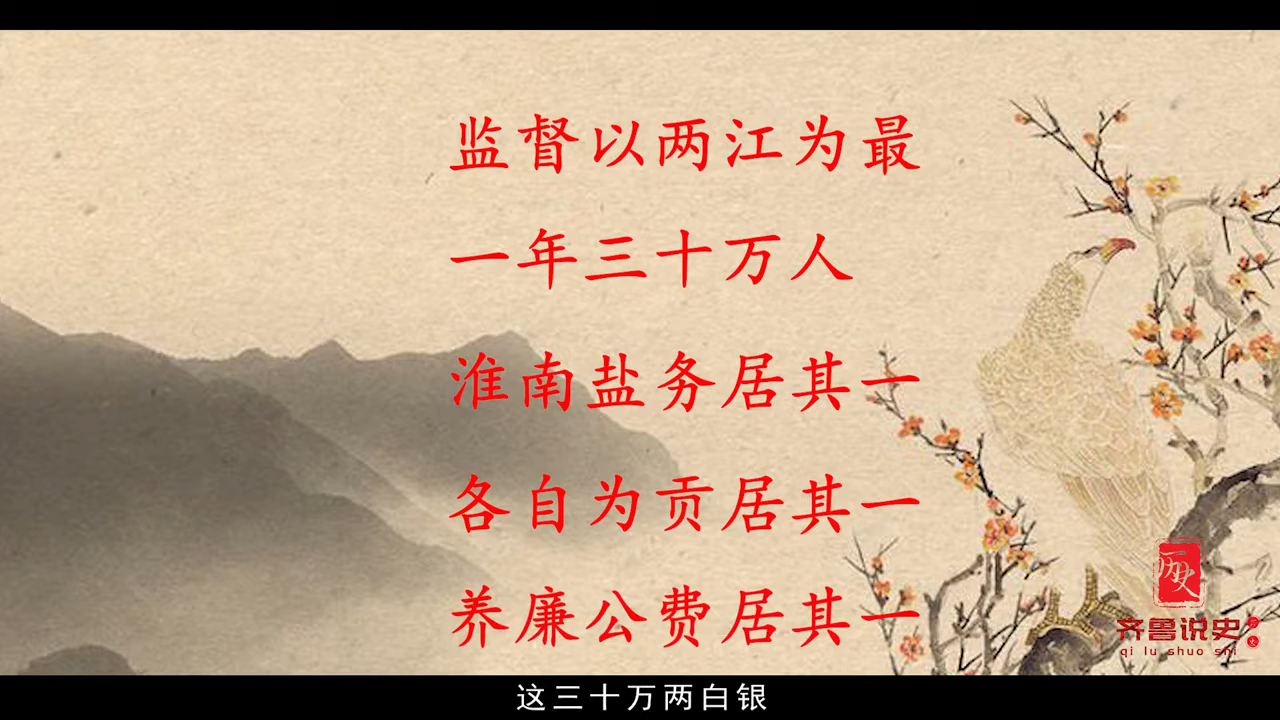 监督以两江为最
一年三十万人
淮南盐务居其一
各自为贡居其一
养廉公费居其一
历史
齐鲁说史
qi lu shuo shi
这三十万两白银